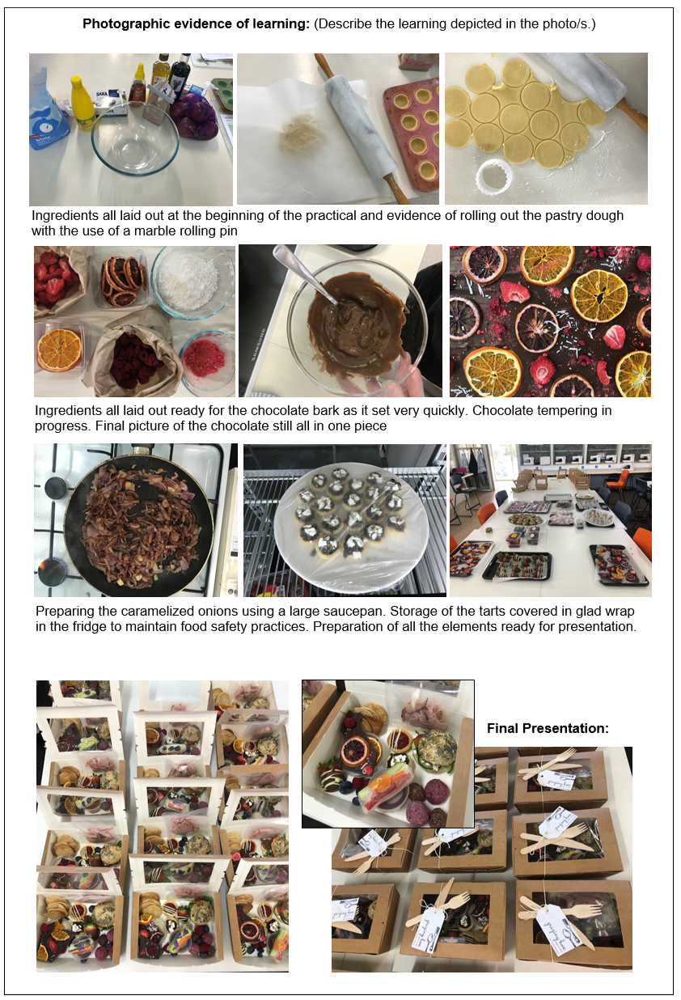 Photographic evidence of learning: (Describe the learning depicted in the photo/s.)
SAXA
white
Ingredients all laid out at the beginning of the practical and evidence of rolling out the pastry dough
with the use of a marble rolling pin
SAMSUNG
Ingredients all laid out ready for the chocolate bark as it set very quickly. Chocolate tempering in
progress. Final picture of the chocolate still all in one piece
Preparing the caramelized onions using a large saucepan. Storage of the tarts covered in glad wrap
in the fridge to maintain food safety practices. Preparation of all the elements ready for presentation.
Final Presentation: